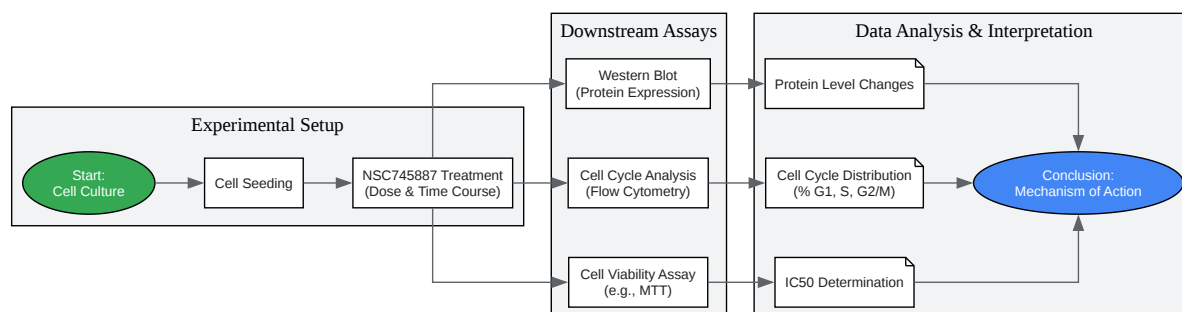 Experimental Setup
Start:
Cell Culture
Cell Seeding
NSC745887 Treatment
(Dose & Time Course)
Downstream Assays
Western Blot
(Protein Expression)
Cell Cycle Analysis
(Flow Cytometry)
Cell Viability Assay
(e.g., MTT)
Data Analysis & Interpretation
Protein Level Changes
Cell Cycle Distribution
(% G1, S, G2/M)
IC50 Determination
Conclusion:
Mechanism of Action